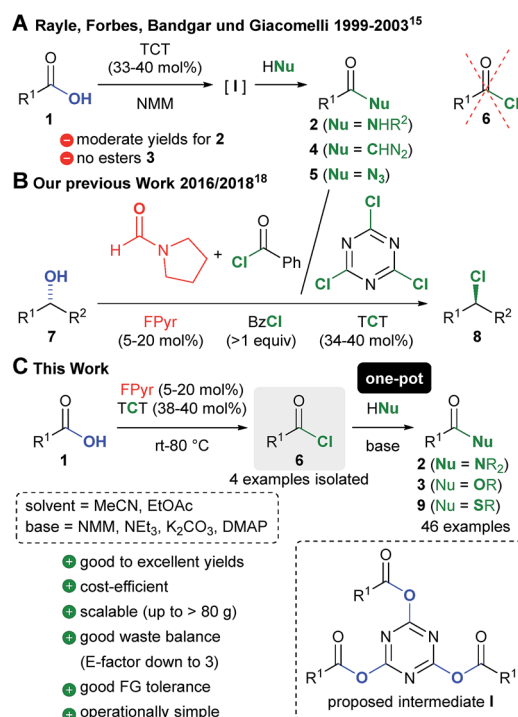 A Rayle, Forbes, Bandgar und Giacomelli 1999-2003¹⁵
O
R¹
OH
1
TCT
(33-40 mol%)
NMM
[ I ]
HNu
O
R¹
Nu
2 (Nu = NHR²)
4 (Nu = CHN₂)
5 (Nu = N₃)
O
R¹
Cl
6
moderate yields for 2
no esters 3
B Our previous Work 2016/2018¹⁸
O
H
N
+
O
Cl
Ph
Cl
N
N
N
Cl
Cl
OH
R¹
R²
7
FPyr
(5-20 mol%)
BzCl
(>1 equiv)
TCT
(34-40 mol%)
Cl
R¹
R²
8
C This Work
O
R¹
OH
1
FPyr (5-20 mol%)
TCT (38-40 mol%)
rt-80 °C
O
R¹
Cl
6
4 examples isolated
one-pot
HNu
base
O
R¹
Nu
2 (Nu = NR₂)
3 (Nu = OR)
9 (Nu = SR)
46 examples
solvent = MeCN, EtOAc
base = NMM, NEt₃, K₂CO₃, DMAP
good to excellent yields
cost-efficient
scalable (up to > 80 g)
good waste balance
(E-factor down to 3)
good FG tolerance
operationally simple
O
R¹
O
N
N
N
O
R¹
O
O
O
R¹
proposed intermediate I